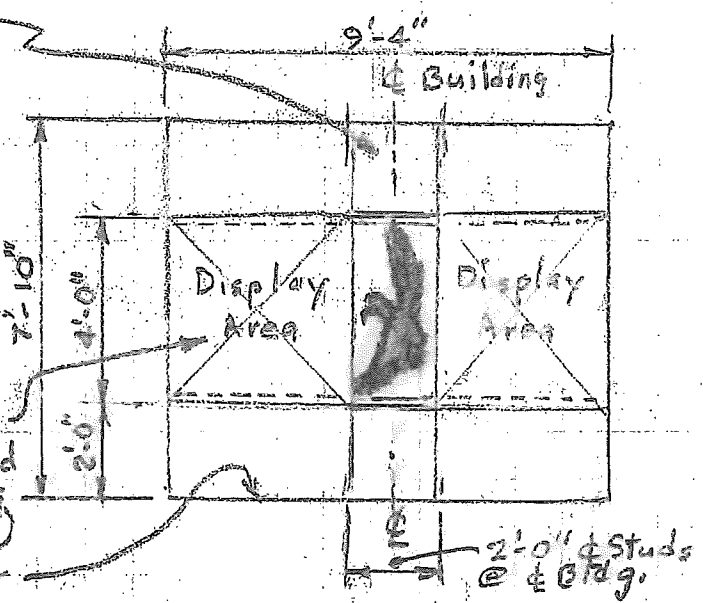 9'-4"
℄ Building
7'-10"
4'-0"
2'-0"
Display
Area
Display
Area
℄
2'-0" ℄ Studs
@ ℄ Bldg.